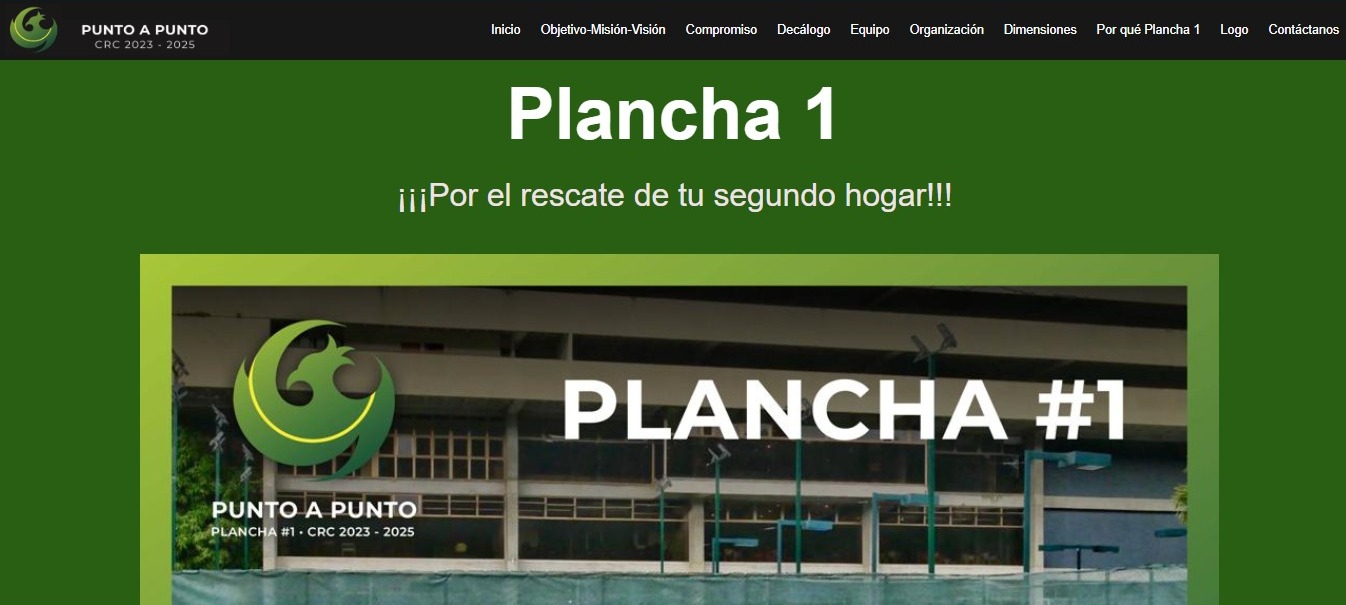 PUNTO A PUNTO
CRC 2023 - 2025
Inicio Objetivo-Misión-Visión Compromiso Decálogo Equipo Organización Dimensiones Por qué Plancha 1 Logo Contáctanos
Plancha 1
¡¡¡Por el rescate de tu segundo hogar!!!
PLANCHA #1
PUNTO A PUNTO
PLANCHA #1 • CRC 2023 - 2025